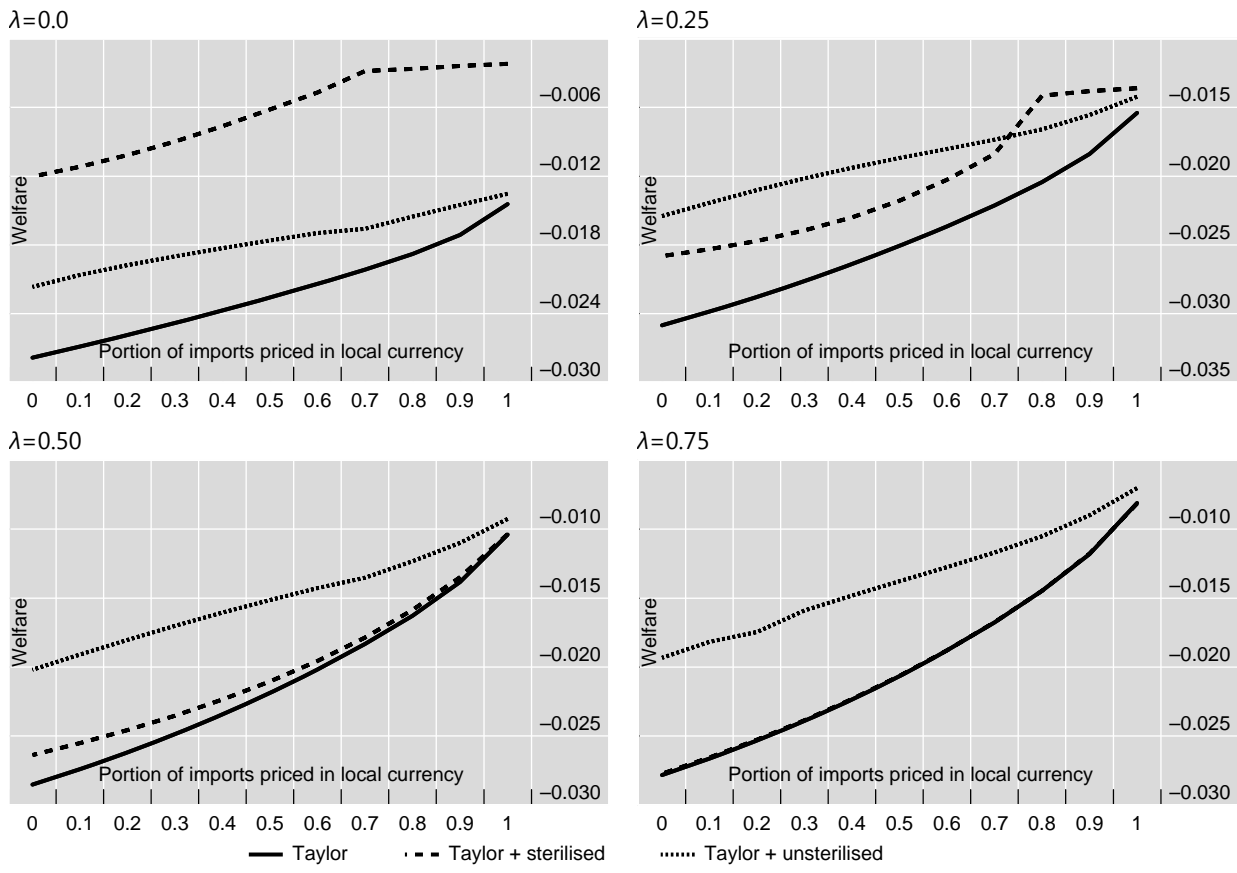 λ=0.0
–0.006
–0.012
–0.018
–0.024
–0.030
Welfare
Portion of imports priced in local currency
0 0.1 0.2 0.3 0.4 0.5 0.6 0.7 0.8 0.9 1
λ=0.25
–0.015
–0.020
–0.025
–0.030
–0.035
Welfare
Portion of imports priced in local currency
0 0.1 0.2 0.3 0.4 0.5 0.6 0.7 0.8 0.9 1
λ=0.50
–0.010
–0.015
–0.020
–0.025
–0.030
Welfare
Portion of imports priced in local currency
0 0.1 0.2 0.3 0.4 0.5 0.6 0.7 0.8 0.9 1
λ=0.75
–0.010
–0.015
–0.020
–0.025
–0.030
Welfare
Portion of imports priced in local currency
0 0.1 0.2 0.3 0.4 0.5 0.6 0.7 0.8 0.9 1
Taylor Taylor + sterilised Taylor + unsterilised